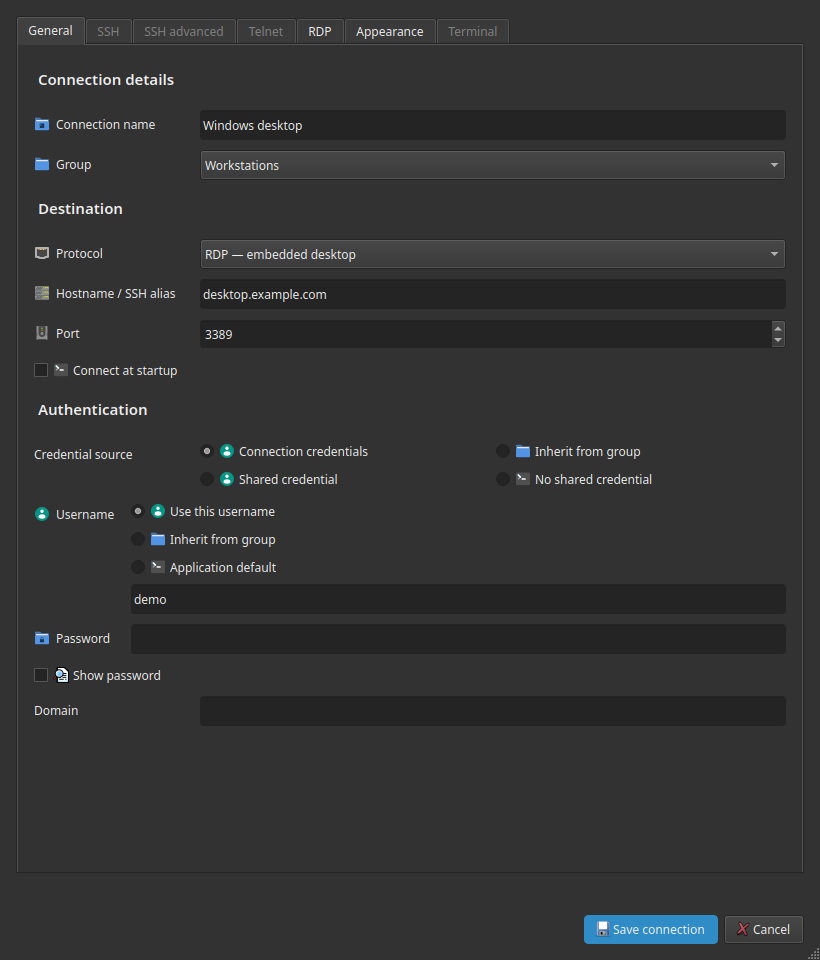 General SSH SSH advanced Telnet RDP Appearance Terminal
Connection details
Connection name Windows desktop
Group Workstations
Destination
Protocol RDP — embedded desktop
Hostname / SSH alias desktop.example.com
Port 3389
Connect at startup
Authentication
Credential source Connection credentials Inherit from group
Shared credential No shared credential
Username Use this username
Inherit from group
Application default
demo
Password
Show password
Domain
Save connection Cancel